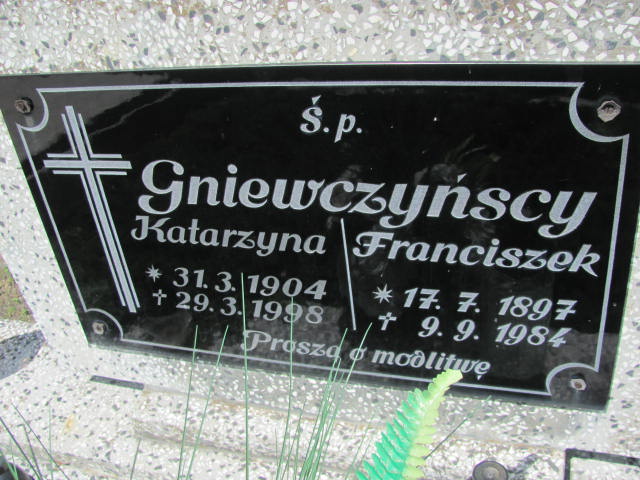 Ś.p.
Gniewczyńscy
Katarzyna
* 31.3.1904
† 29.3.1998
Franciszek
* 17.7.1897
† 9.9.1984
Proszą o modlitwę